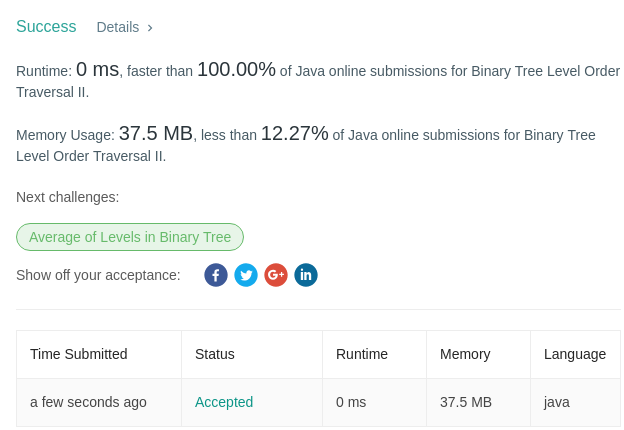 Success Details >
Runtime: 0 ms, faster than 100.00% of Java online submissions for Binary Tree Level Order
Traversal II.
Memory Usage: 37.5 MB, less than 12.27% of Java online submissions for Binary Tree
Level Order Traversal II.
Next challenges:
Average of Levels in Binary Tree
Show off your acceptance: f G+ in
Time Submitted Status Runtime Memory Language
a few seconds ago Accepted 0 ms 37.5 MB java